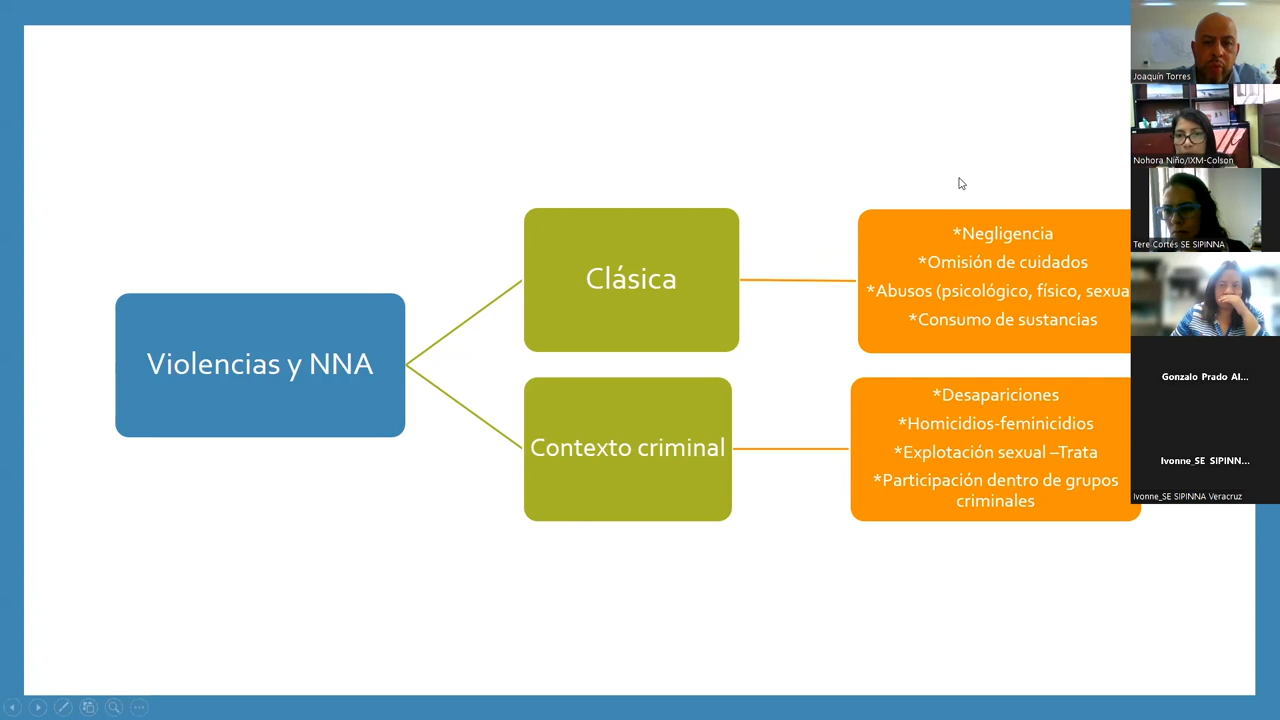 Violencias y NNA
Clásica
*Negligencia
*Omisión de cuidados
*Abusos (psicológico, físico, sexua
*Consumo de sustancias
Contexto criminal
*Desapariciones
*Homicidios-feminicidios
*Explotación sexual –Trata
*Participación dentro de grupos
criminales
Joaquín Torres
Nohora Niño/IXM-Colson
Tere Cortés SE SIPINNA
Gonzalo Prado Al...
Ivonne_SE SIPINN...
Ivonne_SE SIPINNA Veracruz